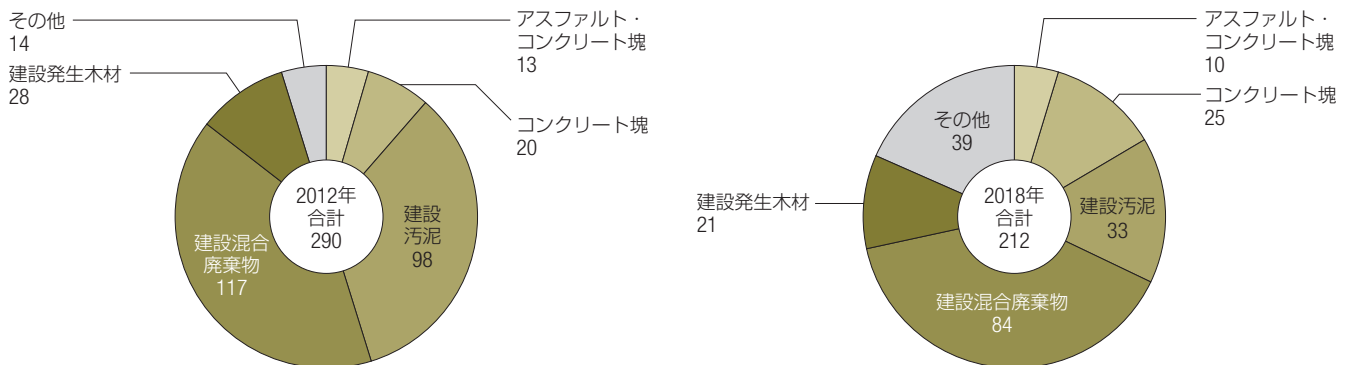 その他
14
建設発生木材
28
アスファルト・
コンクリート塊
13
コンクリート塊
20
建設
汚泥
98
建設混合
廃棄物
117
2012年
合計
290
アスファルト・
コンクリート塊
10
コンクリート塊
25
建設汚泥
33
建設混合廃棄物
84
建設発生木材
21
その他
39
2018年
合計
212